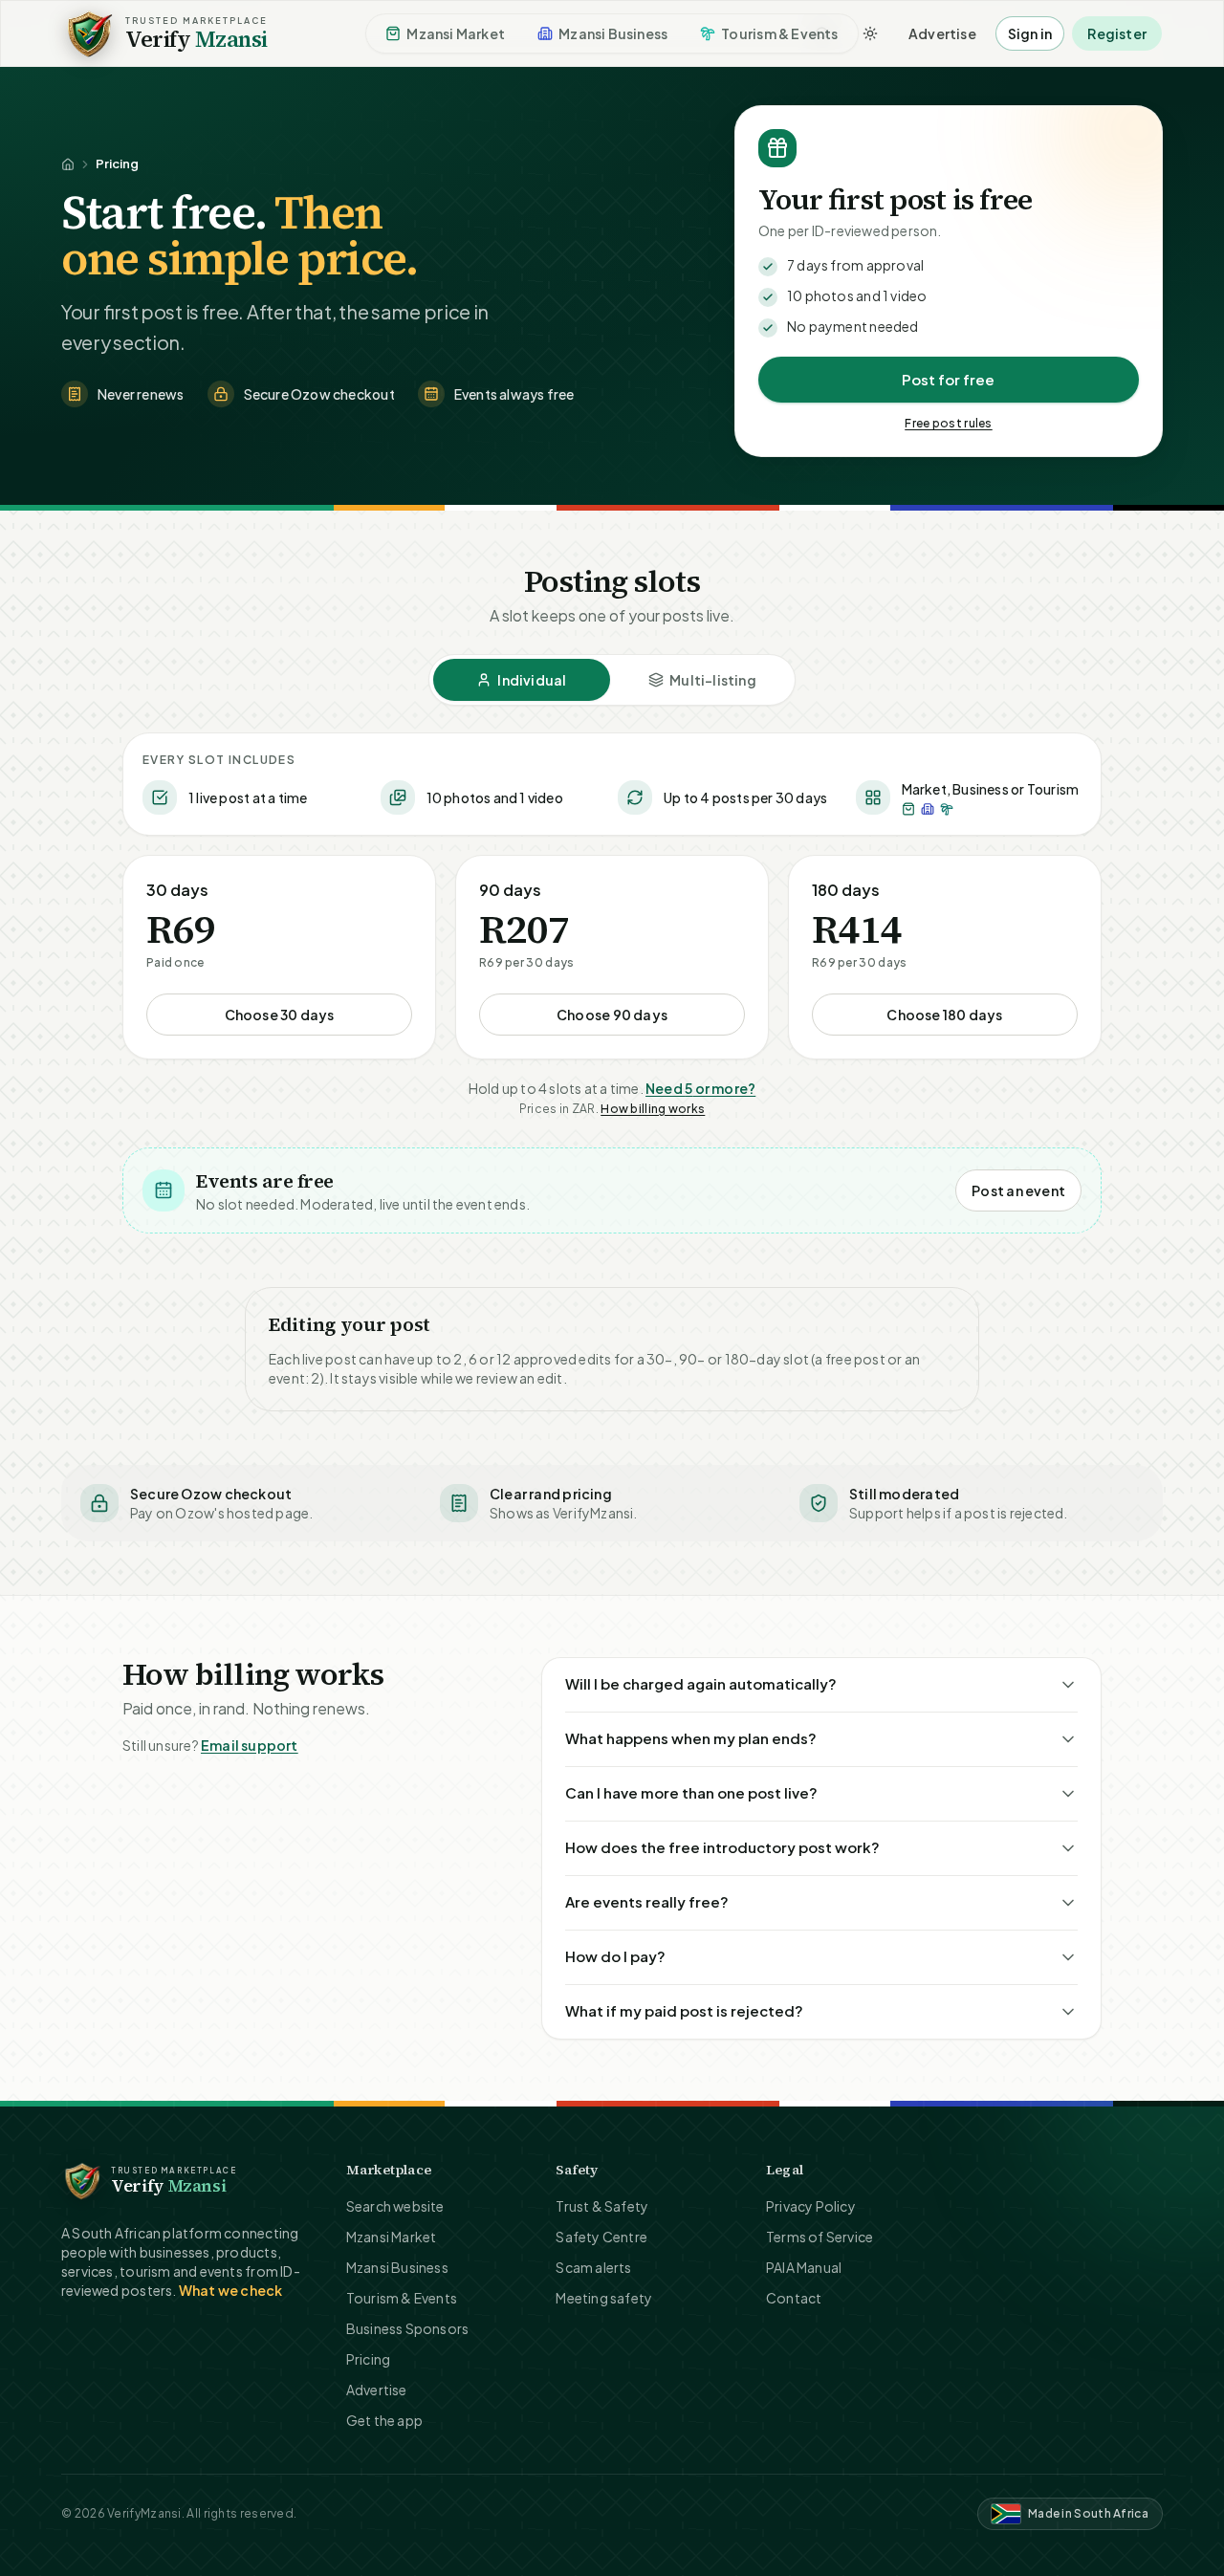 TRUSTED MARKETPLACE
Verify Mzansi
Mzansi Market
Mzansi Business
Tourism & Events
Advertise
Sign in
Register
Pricing
Start free. Then
one simple price.
Your first post is free. After that, the same price in
every section.
Never renews
Secure Ozow checkout
Events always free
Your first post is free
One per ID-reviewed person.
7 days from approval
10 photos and 1 video
No payment needed
Post for free
Free post rules
Posting slots
A slot keeps one of your posts live.
Individual
Multi-listing
EVERY SLOT INCLUDES
1 live post at a time
10 photos and 1 video
Up to 4 posts per 30 days
Market, Business or Tourism
30 days
R69
Paid once
Choose 30 days
90 days
R207
R69 per 30 days
Choose 90 days
180 days
R414
R69 per 30 days
Choose 180 days
Hold up to 4 slots at a time. Need 5 or more?
Prices in ZAR. How billing works
Events are free
No slot needed. Moderated, live until the event ends.
Post an event
Editing your post
Each live post can have up to 2, 6 or 12 approved edits for a 30-, 90- or 180-day slot (a free post or an
event: 2). It stays visible while we review an edit.
Secure Ozow checkout
Pay on Ozow's hosted page.
Clear rand pricing
Shows as VerifyMzansi.
Still moderated
Support helps if a post is rejected.
How billing works
Paid once, in rand. Nothing renews.
Still unsure? Email support
Will I be charged again automatically?
What happens when my plan ends?
Can I have more than one post live?
How does the free introductory post work?
Are events really free?
How do I pay?
What if my paid post is rejected?
TRUSTED MARKETPLACE
Verify Mzansi
A South African platform connecting
people with businesses, products,
services, tourism and events from ID-
reviewed posters. What we check
Marketplace
Search website
Mzansi Market
Mzansi Business
Tourism & Events
Business Sponsors
Pricing
Advertise
Get the app
Safety
Trust & Safety
Safety Centre
Scam alerts
Meeting safety
Legal
Privacy Policy
Terms of Service
PAIA Manual
Contact
© 2026 VerifyMzansi. All rights reserved.
Made in South Africa